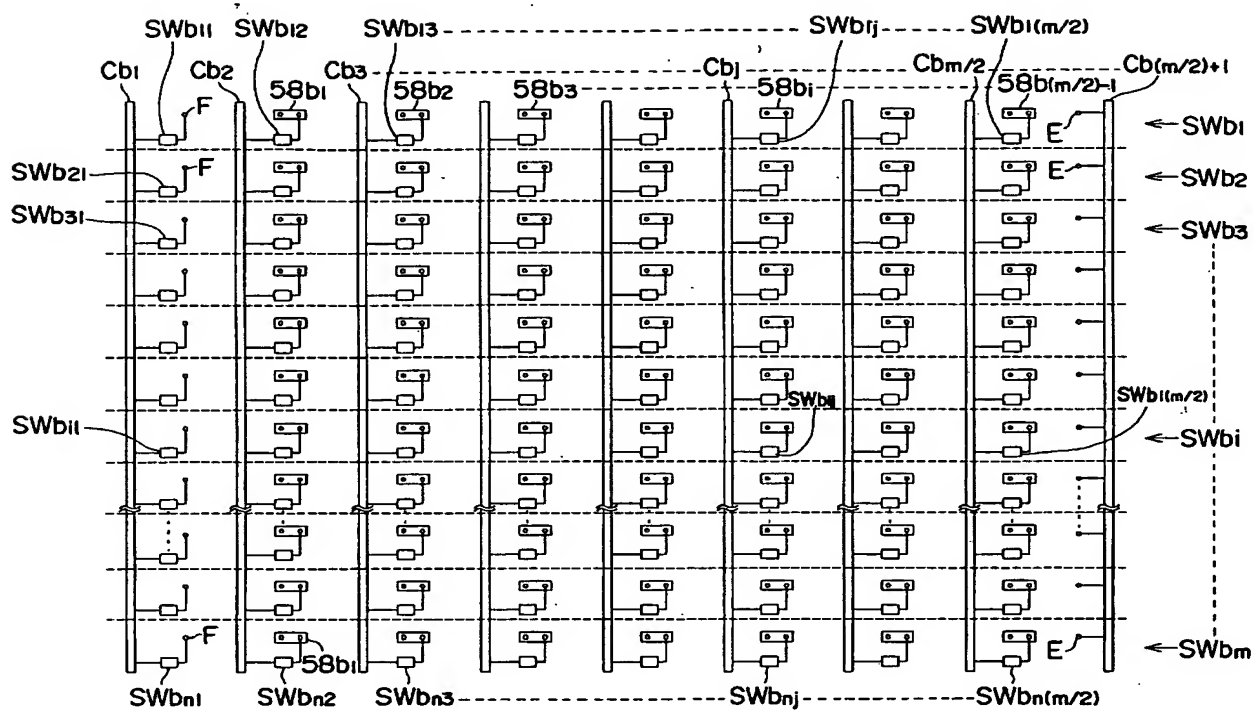 SWb11 SWb12 SWb13 SWb1j SWb1(m/2)
Cb1 Cb2 Cb3 Cbj Cbm/2 Cb(m/2)+1
F 58b1 58b2 58b3 58bi 58b(m/2)-1 E SWb1
SWb21 F E SWb2
SWb31 SWb3
SWbij SWbi(m/2)
SWbi1 SWbi
F 58b1 E SWbm
SWbn1 SWbn2 SWbn3 SWbnj SWbn(m/2)